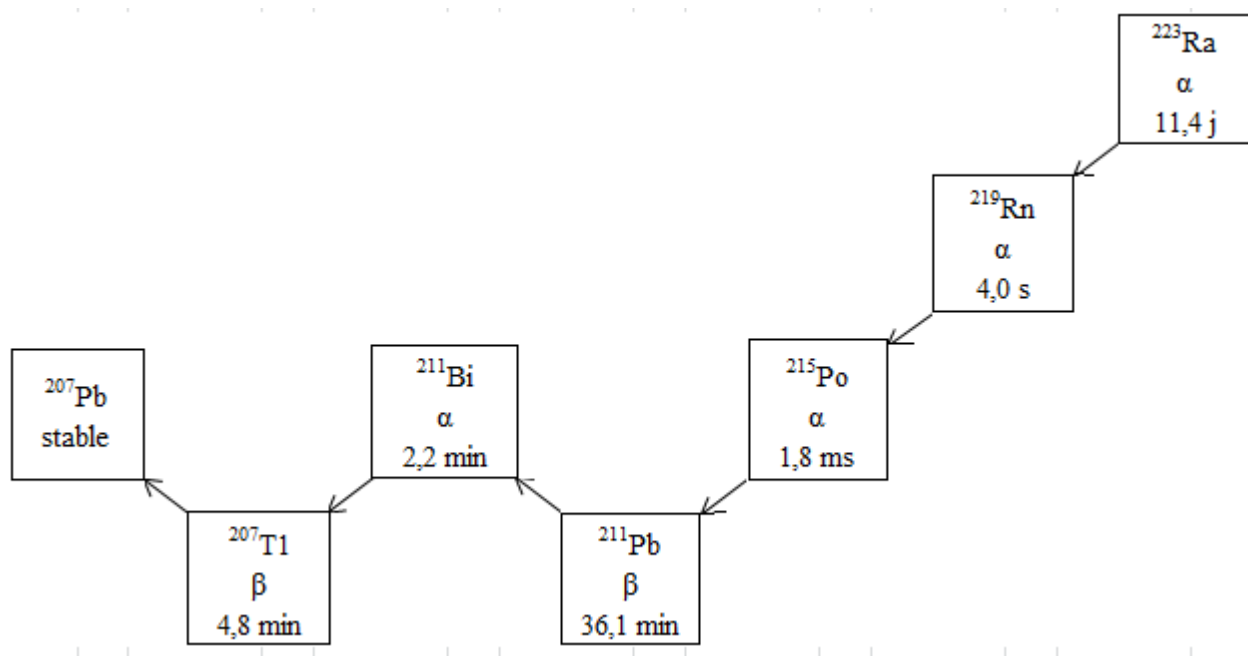 ²²³Ra
α
11,4 j
²¹⁹Rn
α
4,0 s
²¹⁵Po
α
1,8 ms
²¹¹Pb
β
36,1 min
²¹¹Bi
α
2,2 min
²⁰⁷T1
β
4,8 min
²⁰⁷Pb
stable